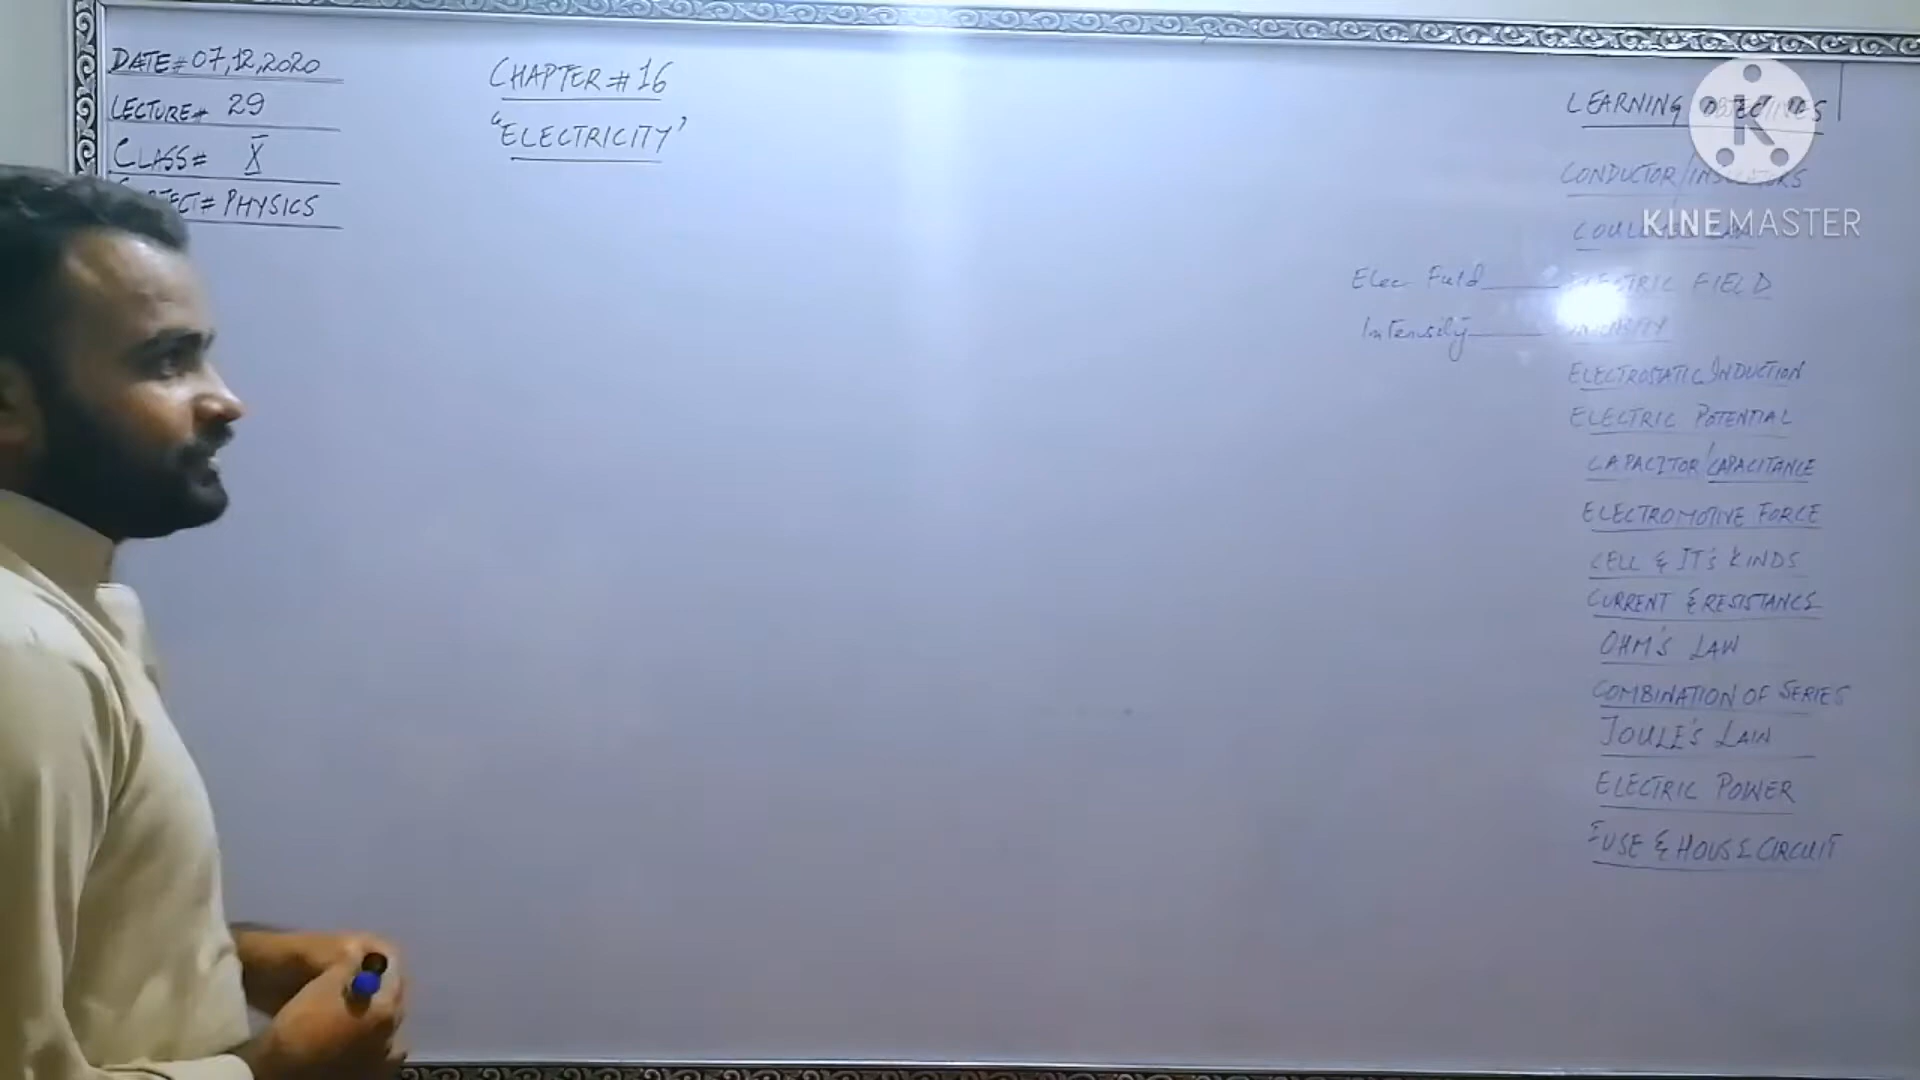 DATE# 07,12,2020
LECTURE# 29
CLASS# X
PHYSICS
CHAPTER # 16
"ELECTRICITY"
LEARNING
K
CONDUCTOR/
KINEMASTER
Elec Field FIELD
Intensity
ELECTROSTATIC INDUCTION
ELECTRIC POTENTIAL
CAPACITOR/CAPACITANCE
ELECTROMOTIVE FORCE
CELL & IT'S KINDS
CURRENT & RESISTANCE
OHM'S LAW
COMBINATION OF SERIES
JOULE'S LAW
ELECTRIC POWER
FUSE & HOUSE CIRCUIT